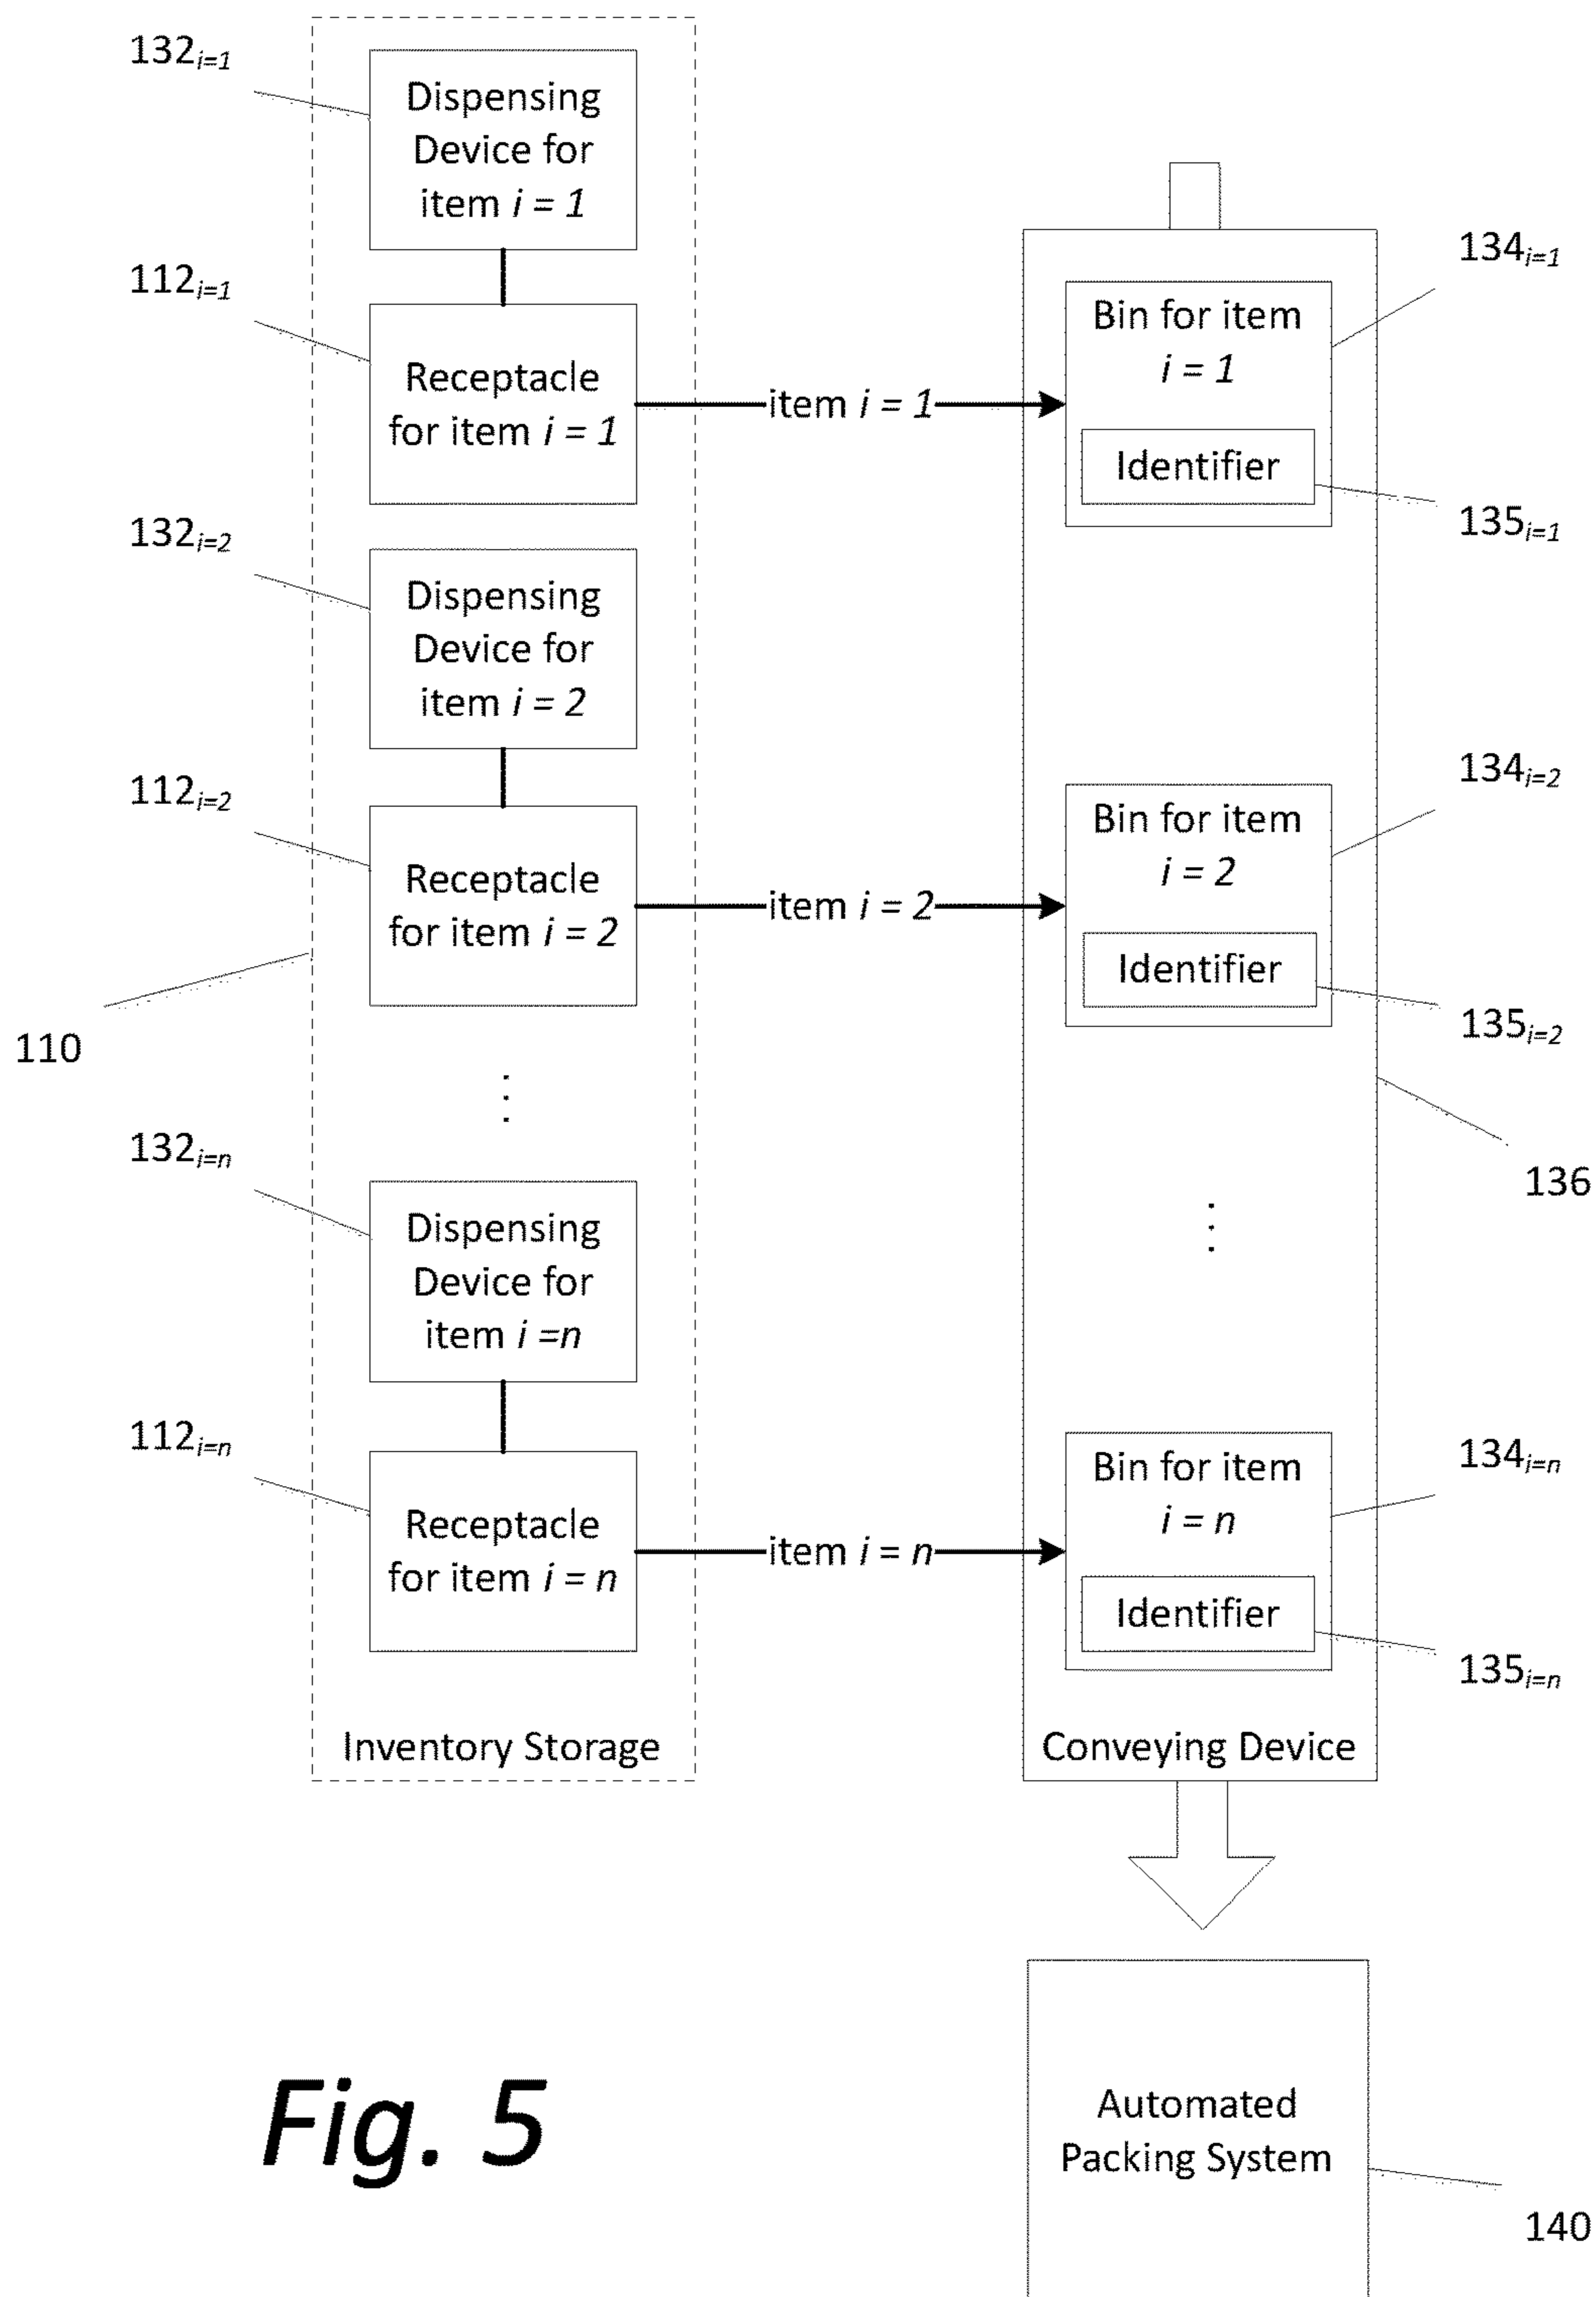 132i=1
Dispensing
Device for
item i = 1
112i=1
Receptacle
for item i = 1
item i = 1
134i=1
Bin for item
i = 1
Identifier
135i=1
132i=2
Dispensing
Device for
item i = 2
112i=2
Receptacle
for item i = 2
item i = 2
134i=2
Bin for item
i = 2
Identifier
135i=2
110
⋮
136
⋮
132i=n
Dispensing
Device for
item i =n
112i=n
Receptacle
for item i = n
item i = n
134i=n
Bin for item
i = n
Identifier
135i=n
Inventory Storage
Conveying Device
Automated
Packing System
140
Fig. 5